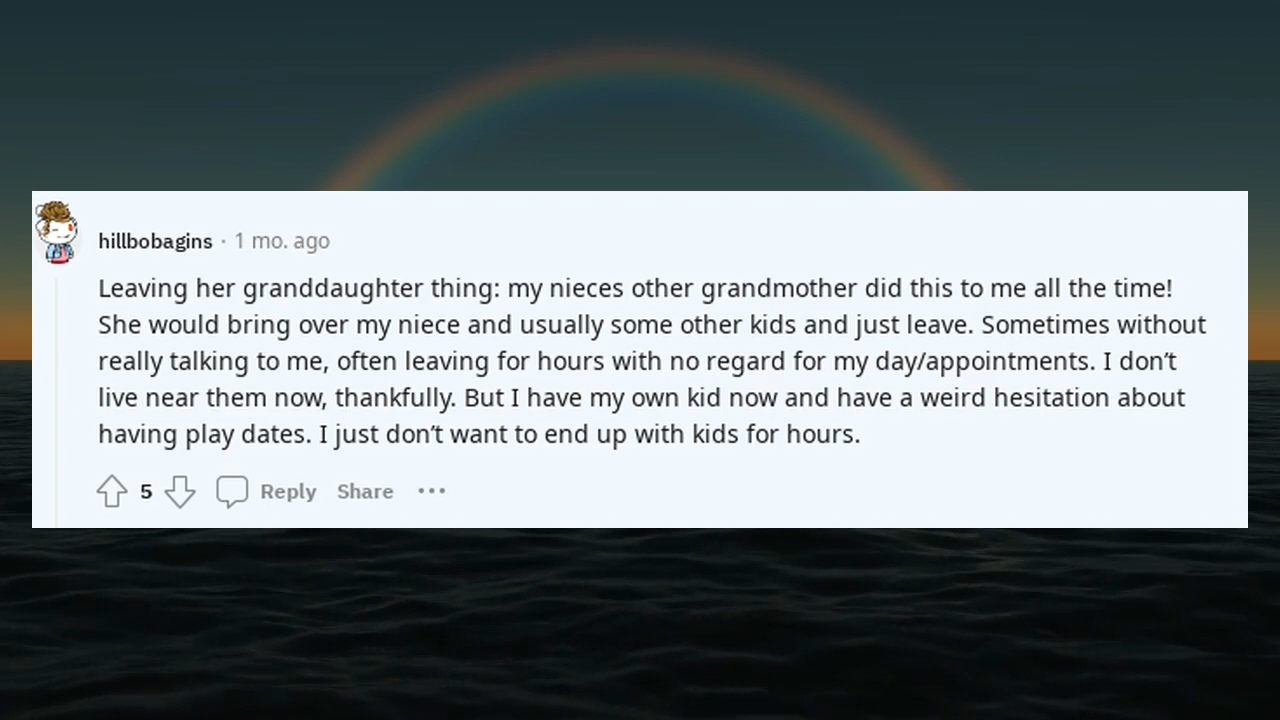 hillbobagins · 1 mo. ago
Leaving her granddaughter thing: my nieces other grandmother did this to me all the time!
She would bring over my niece and usually some other kids and just leave. Sometimes without
really talking to me, often leaving for hours with no regard for my day/appointments. I don’t
live near them now, thankfully. But I have my own kid now and have a weird hesitation about
having play dates. I just don’t want to end up with kids for hours.
5 Reply Share ···